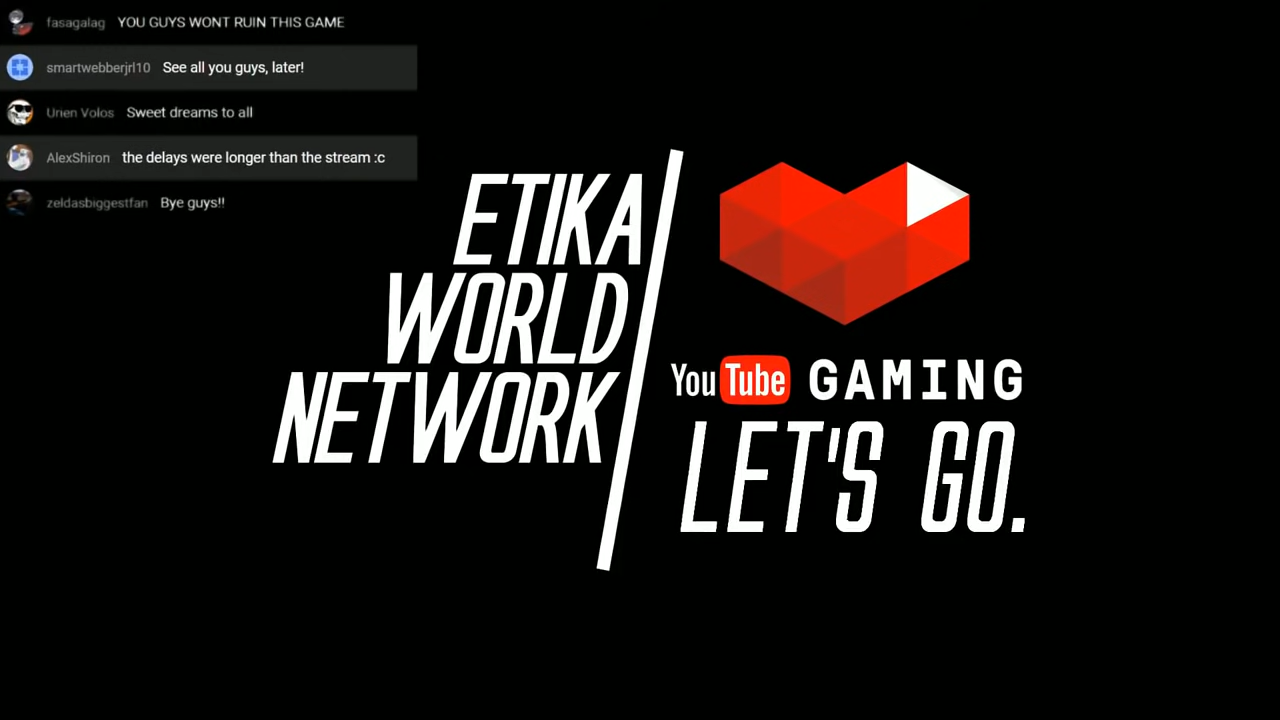 fasagalag YOU GUYS WONT RUIN THIS GAME
smartwebberjrl10 See all you guys, later!
Urien Volos Sweet dreams to all
AlexShiron the delays were longer than the stream :c
zeldasbiggestfan Bye guys!!
ETIKA
WORLD
NETWORK
YouTube GAMING
LET'S GO.